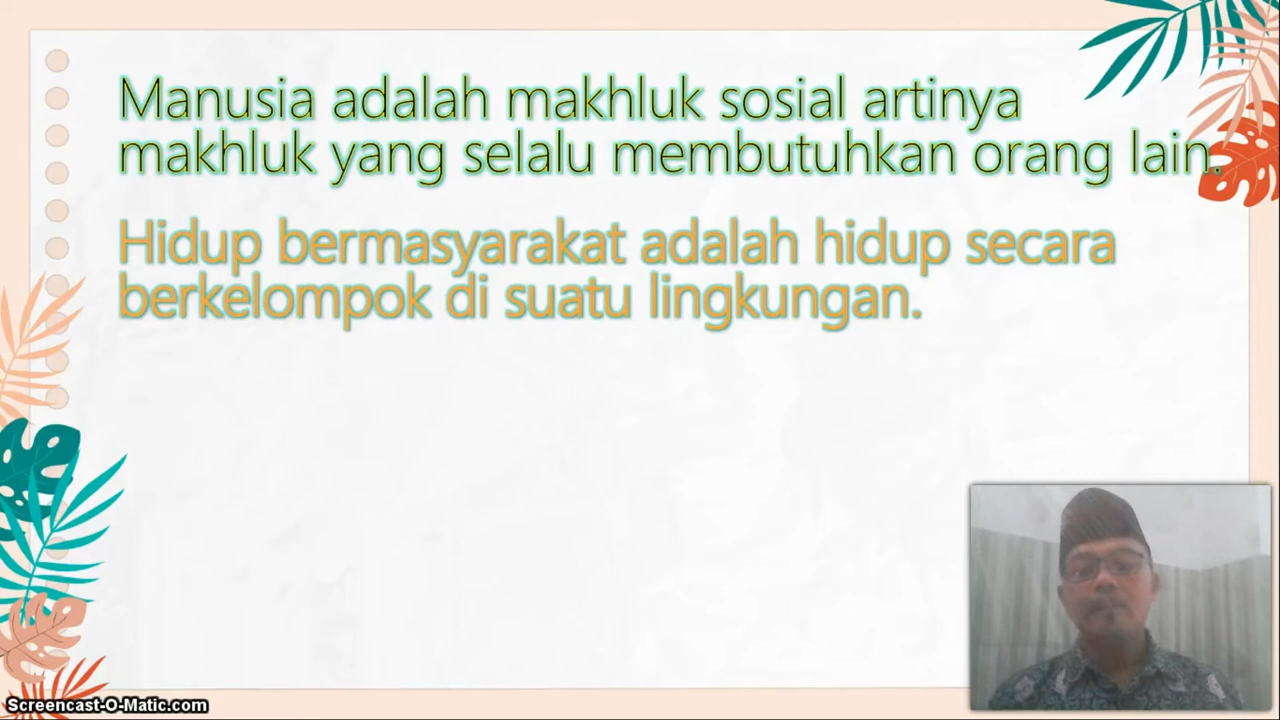 Manusia adalah makhluk sosial artinya
makhluk yang selalu membutuhkan orang lain.
Hidup bermasyarakat adalah hidup secara
berkelompok di suatu lingkungan.
Screencast-O-Matic.com